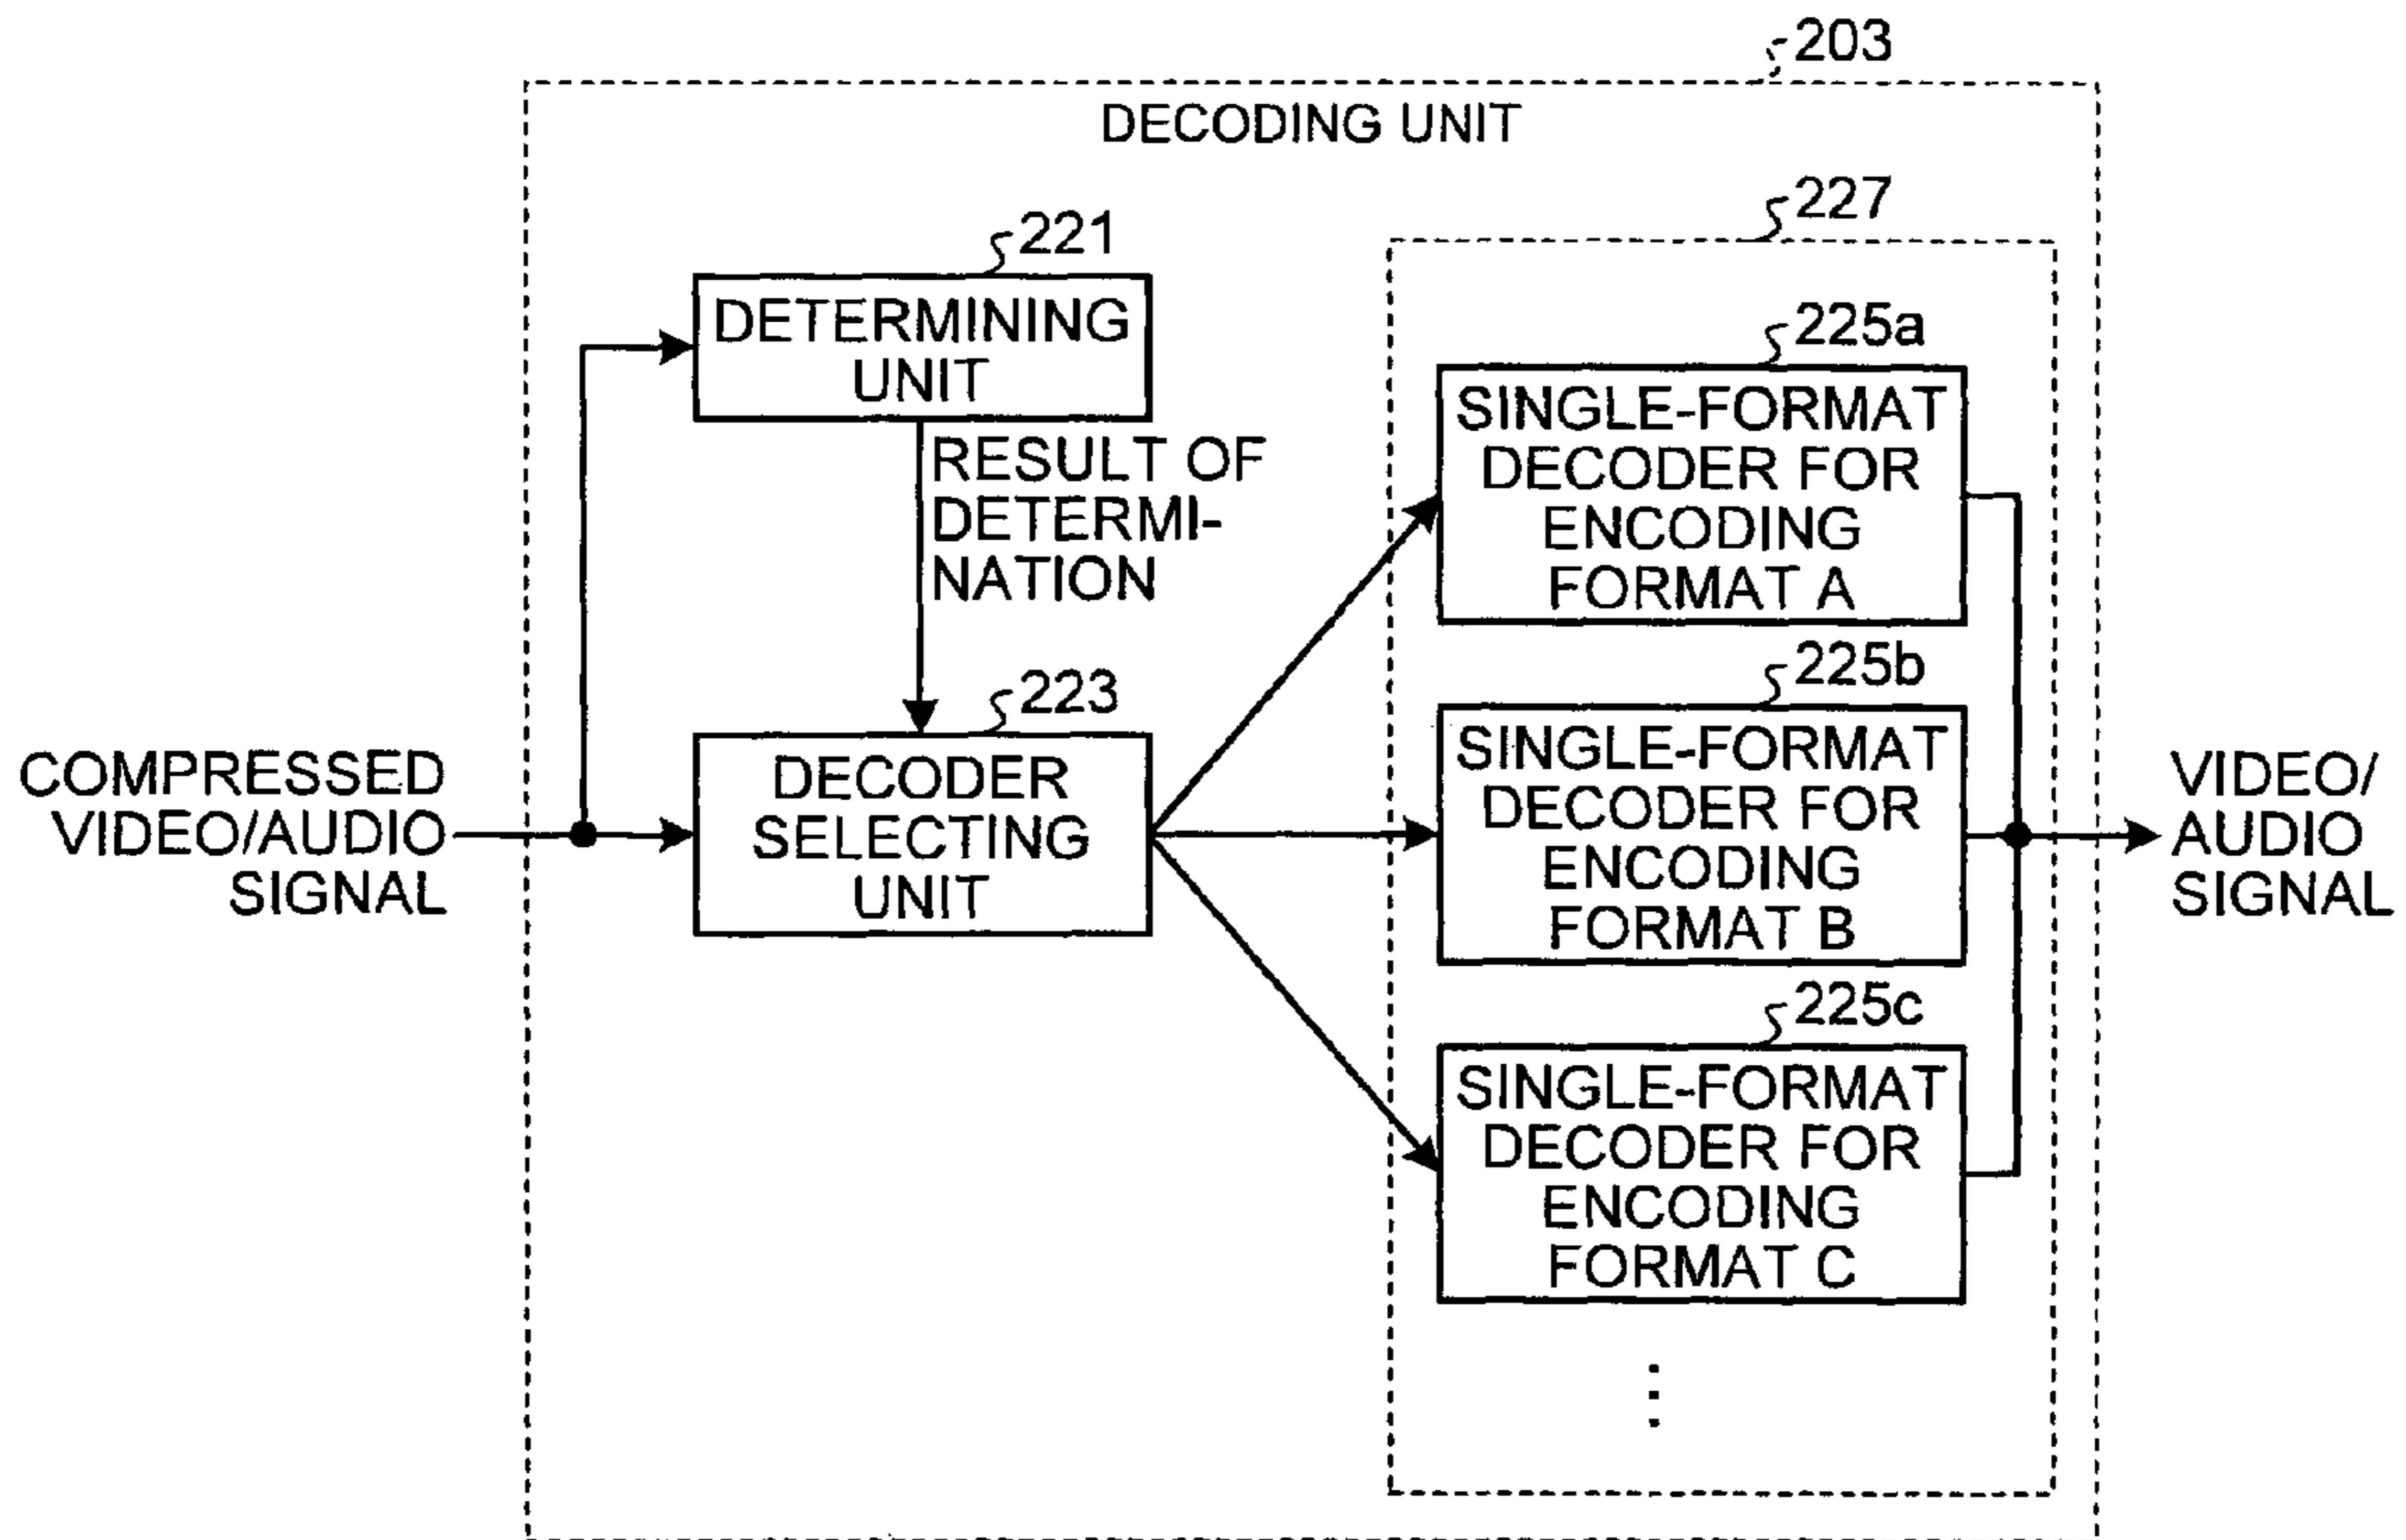 203
DECODING UNIT
227
221
DETERMINING
UNIT
225a
SINGLE-FORMAT
DECODER FOR
ENCODING
FORMAT A
RESULT OF
DETERMI-
NATION
225b
223
COMPRESSED
VIDEO/AUDIO
SIGNAL
DECODER
SELECTING
UNIT
SINGLE-FORMAT
DECODER FOR
ENCODING
FORMAT B
VIDEO/
AUDIO
SIGNAL
225c
SINGLE-FORMAT
DECODER FOR
ENCODING
FORMAT C